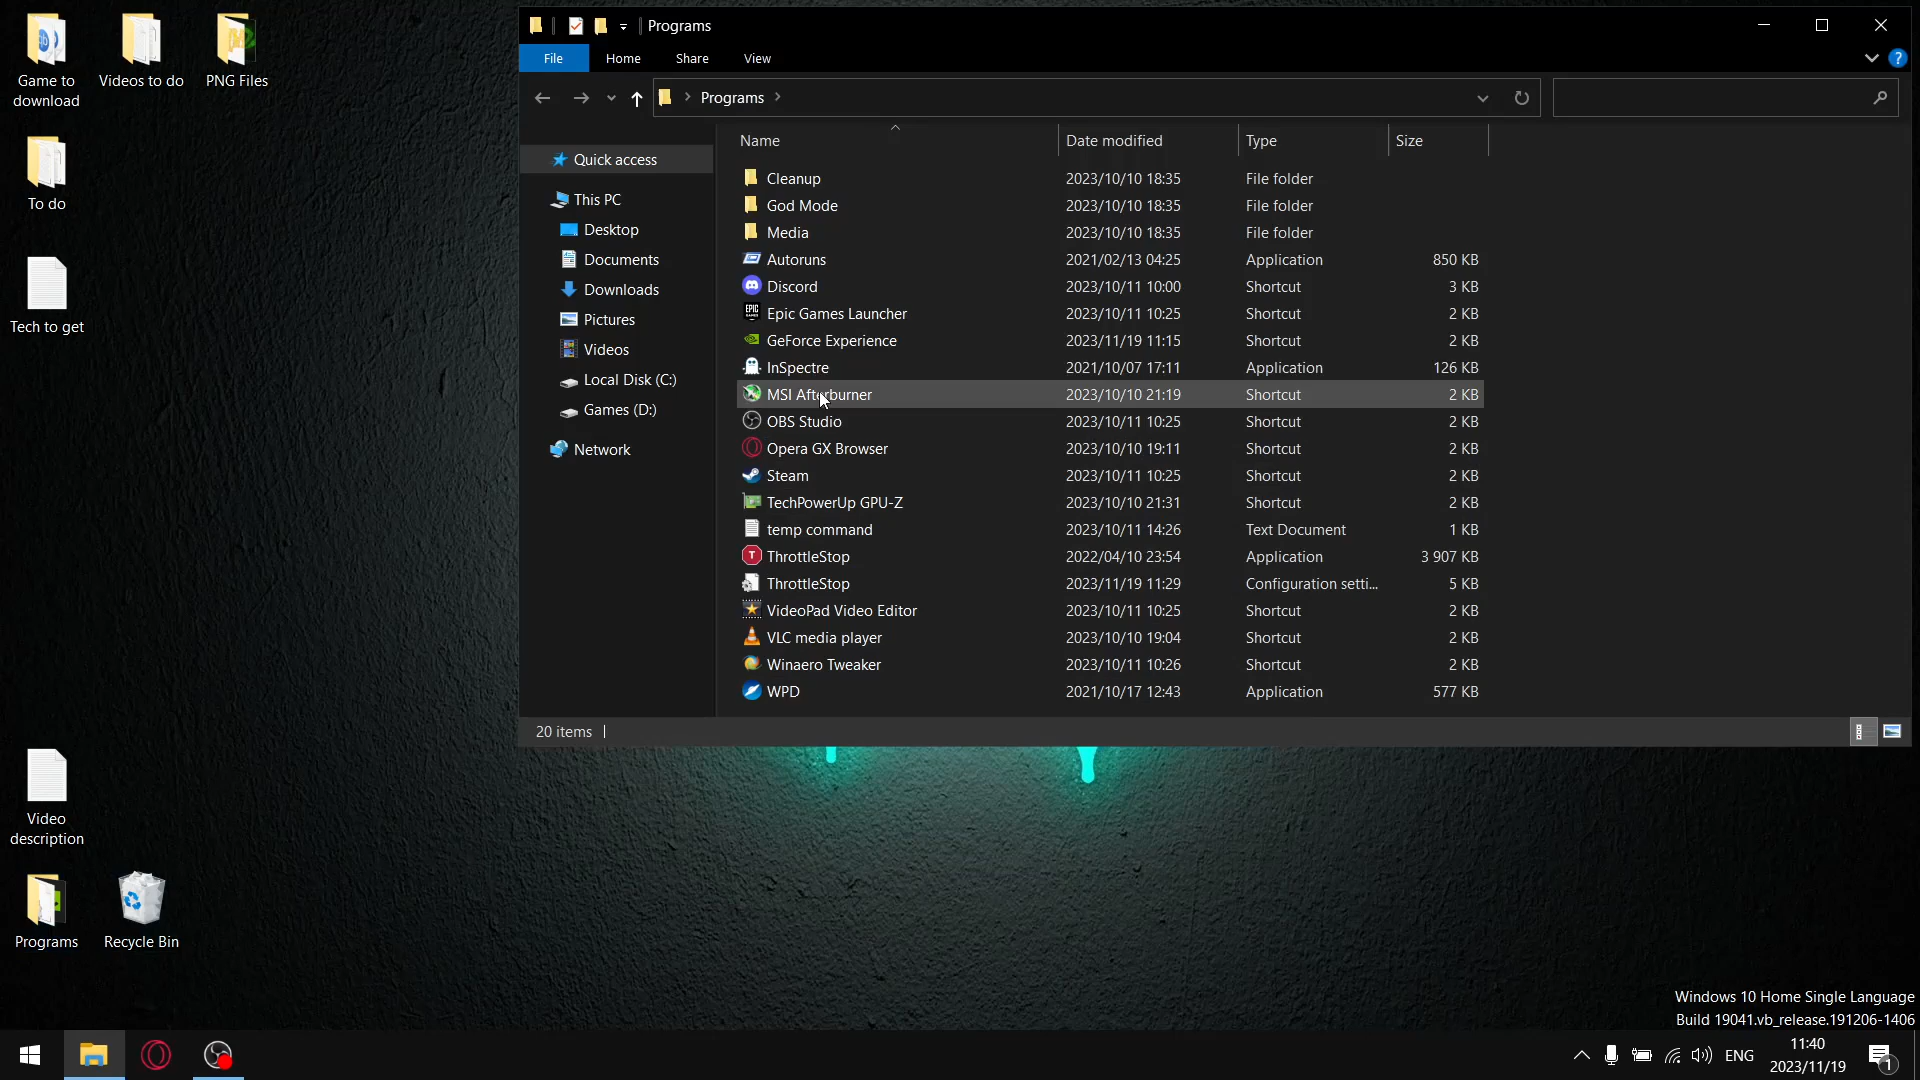 Game to
download
Videos to do
PNG Files
To do
Tech to get
Video
description
Programs
Recycle Bin
Programs
File
Home
Share
View
Programs
Quick access
This PC
Desktop
Documents
Downloads
Pictures
Videos
Local Disk (C:)
Games (D:)
Network
Name Date modified Type Size
Cleanup 2023/10/10 18:35 File folder
God Mode 2023/10/10 18:35 File folder
Media 2023/10/10 18:35 File folder
Autoruns 2021/02/13 04:25 Application 850 KB
Discord 2023/10/11 10:00 Shortcut 3 KB
Epic Games Launcher 2023/10/11 10:25 Shortcut 2 KB
GeForce Experience 2023/11/19 11:15 Shortcut 2 KB
InSpectre 2021/10/07 17:11 Application 126 KB
MSI Afterburner 2023/10/10 21:19 Shortcut 2 KB
OBS Studio 2023/10/11 10:25 Shortcut 2 KB
Opera GX Browser 2023/10/10 19:11 Shortcut 2 KB
Steam 2023/10/11 10:25 Shortcut 2 KB
TechPowerUp GPU-Z 2023/10/10 21:31 Shortcut 2 KB
temp command 2023/10/11 14:26 Text Document 1 KB
ThrottleStop 2022/04/10 23:54 Application 3 907 KB
ThrottleStop 2023/11/19 11:29 Configuration setti... 5 KB
VideoPad Video Editor 2023/10/11 10:25 Shortcut 2 KB
VLC media player 2023/10/10 19:04 Shortcut 2 KB
Winaero Tweaker 2023/10/11 10:26 Shortcut 2 KB
WPD 2021/10/17 12:43 Application 577 KB
20 items
Windows 10 Home Single Language
Build 19041.vb_release.191206-1406
ENG
11:40
2023/11/19
1